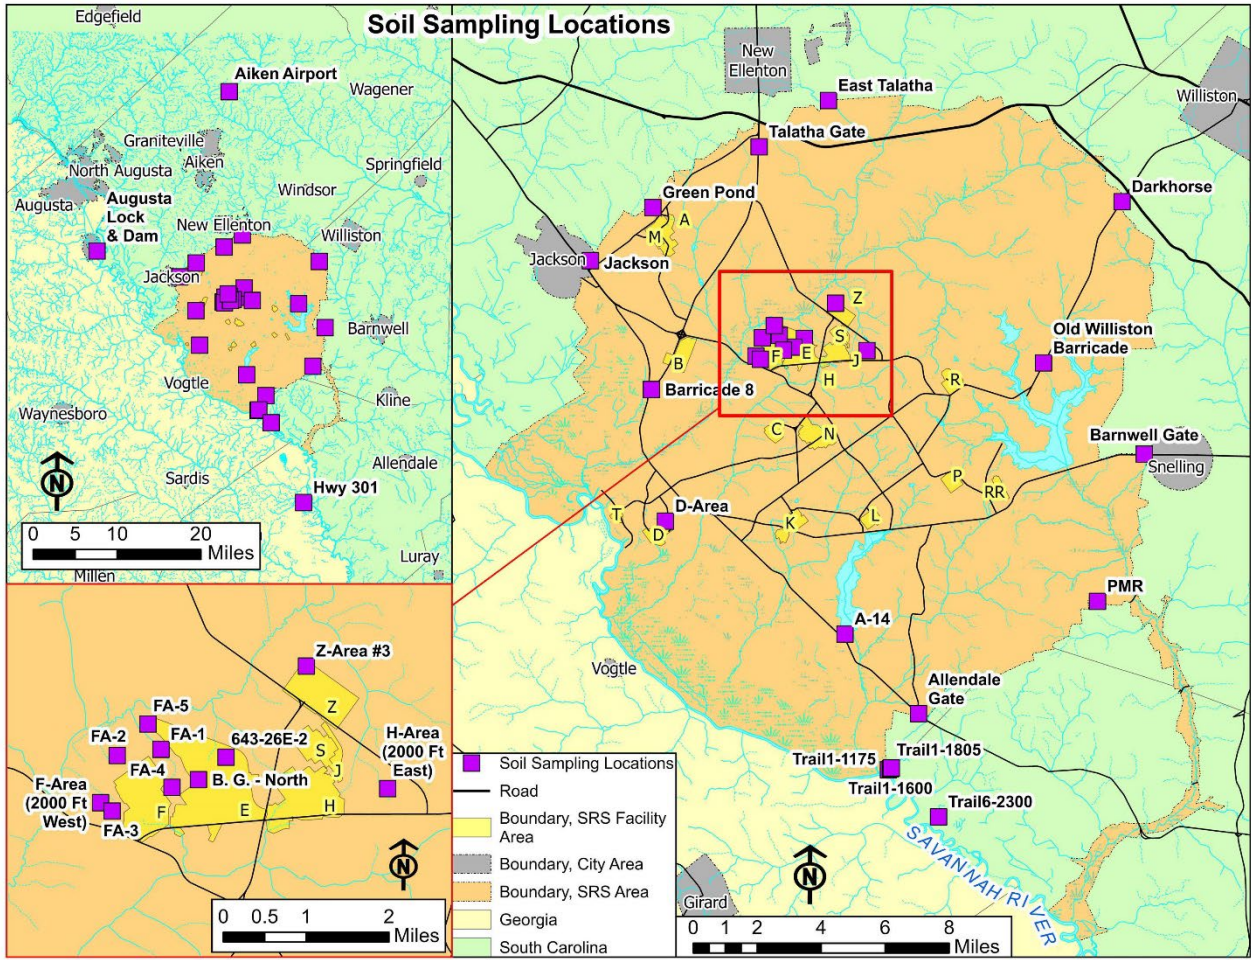 Soil Sampling Locations
Edgefield
Aiken Airport
Wagener
Graniteville
Aiken
North Augusta
Springfield
Augusta
Augusta
Lock
& Dam
Windsor
New Ellenton
Williston
Jackson
Barnwell
Vogtle
Waynesboro
Kline
Sardis
Allendale
Hwy 301
N
0 5 10 20
Miles
Luray
Millen
Z-Area #3
Z
FA-5
FA-2
FA-1
643-26E-2
S
H-Area
(2000 Ft
East)
J
FA-4
B. G. - North
F-Area
(2000 Ft
West)
FA-3
F
E
H
N
0 0.5 1 2
Miles
New
Ellenton
East Talatha
Williston
Talatha Gate
Green Pond
Darkhorse
A
M
Jackson
Jackson
Z
S
F
E
J
H
B
Barricade 8
Old Williston
Barricade
R
C
N
Barnwell Gate
Snelling
P
RR
D-Area
T
D
K
L
PMR
A-14
Vogtle
Allendale
Gate
Trail1-1175
Trail1-1805
Trail1-1600
Trail6-2300
SAVANNAH RIVER
Girard
N
0 1 2 4 6 8
Miles
Soil Sampling Locations
Road
Boundary, SRS Facility
Area
Boundary, City Area
Boundary, SRS Area
Georgia
South Carolina